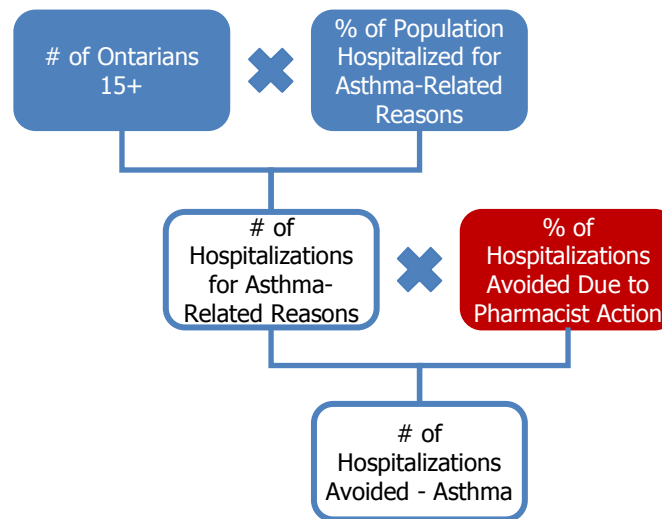 # of Ontarians
15+
% of Population
Hospitalized for
Asthma-Related
Reasons
# of
Hospitalizations
for Asthma-
Related Reasons
% of
Hospitalizations
Avoided Due to
Pharmacist Action
# of
Hospitalizations
Avoided - Asthma